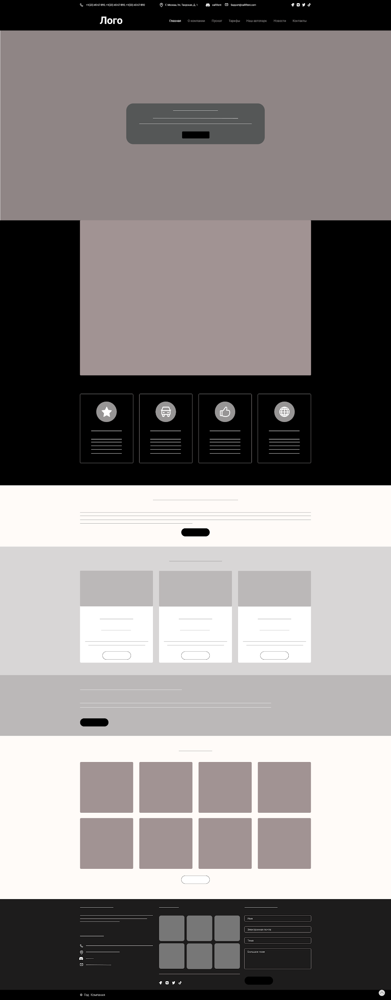 +1(23)-45-67-890, +1(23)-45-67-890, +1(23)-45-67-890 Г. Москва, Ул. Тверская, Д. 1 caRRent Support@caRRent.com
Лого Главная О компании Прокат Тарифы Наш автопарк Новости Контакты
Имя
Электронная почта
Тема
Большое поле
© Год Компания